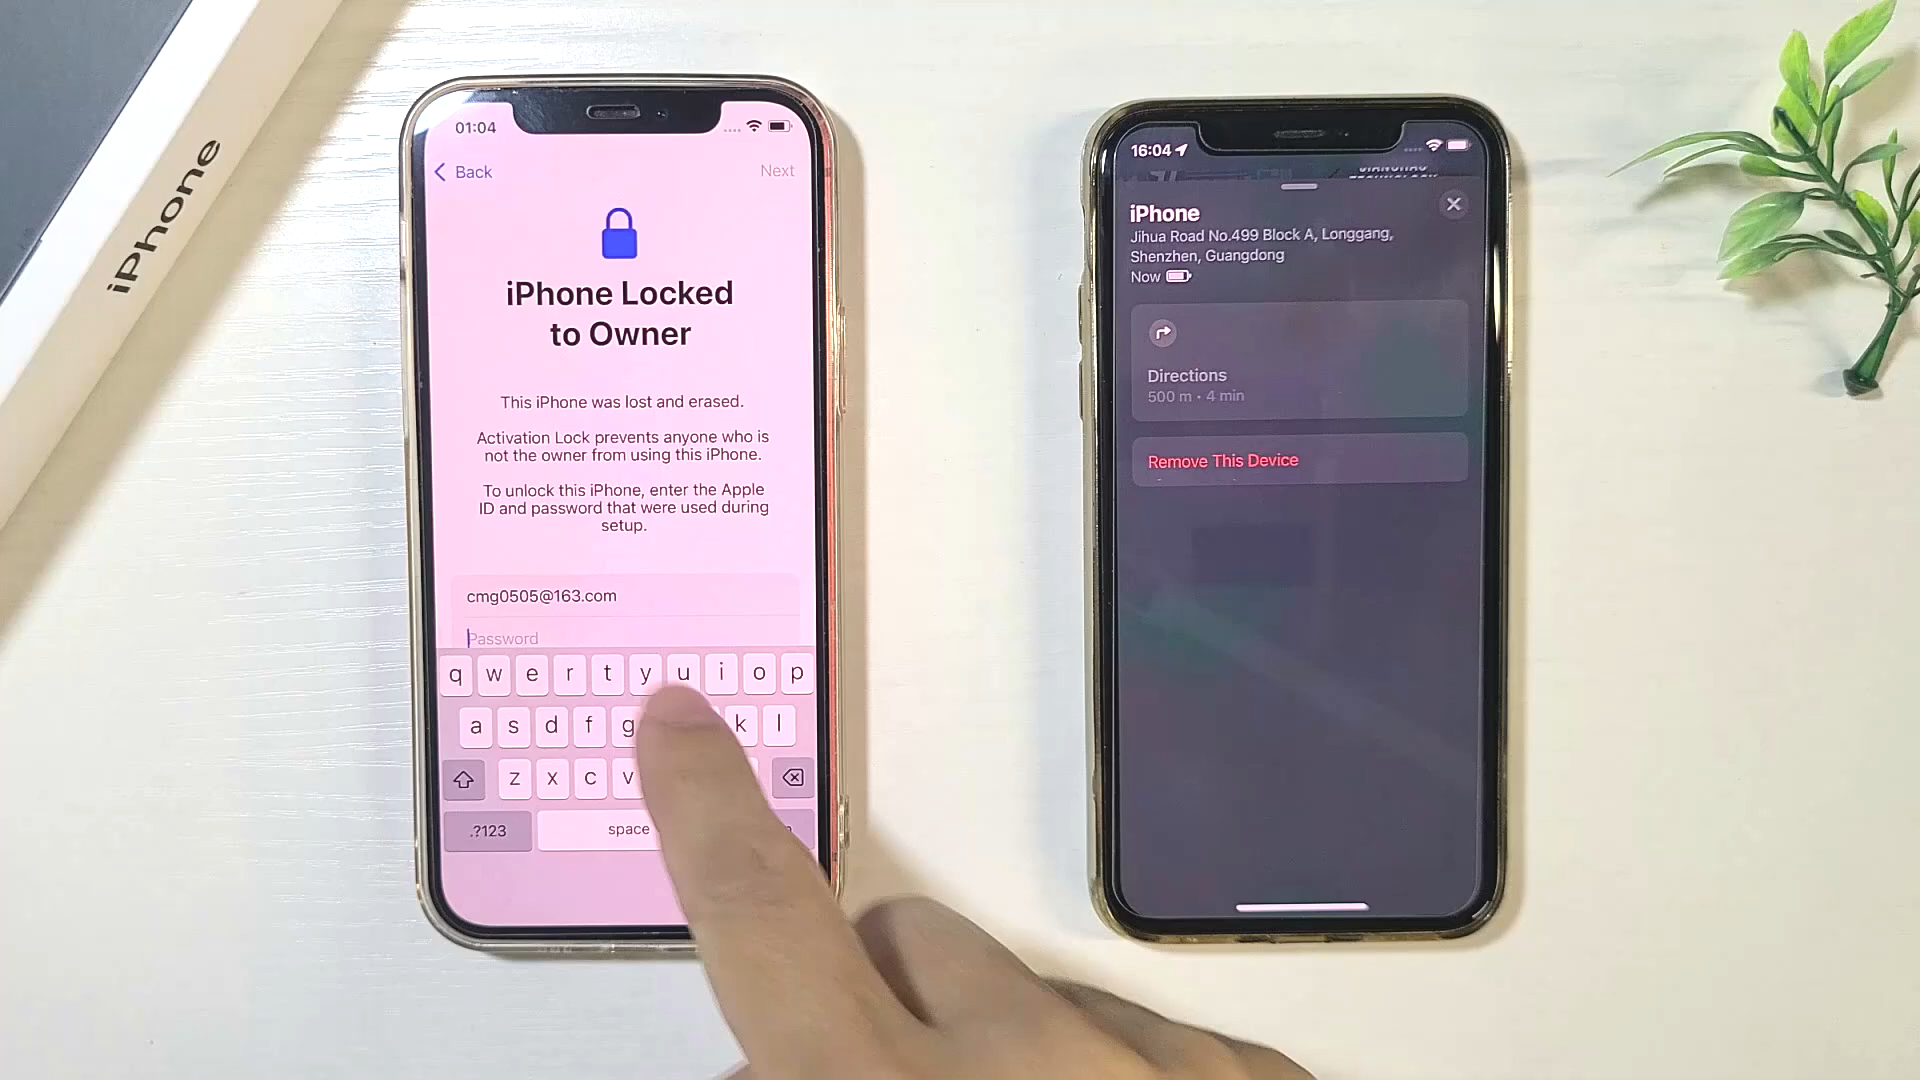 iPhone
01:04
Back
Next
iPhone Locked
to Owner
This iPhone was lost and erased.
Activation Lock prevents anyone who is
not the owner from using this iPhone.
To unlock this iPhone, enter the Apple
ID and password that were used during
setup.
cmg0505@163.com
Password
q w e r t y u i o p
a s d f g k l
z x c v
.?123
space
16:04
iPhone
Jihua Road No.499 Block A, Longgang,
Shenzhen, Guangdong
Now
Directions
500 m • 4 min
Remove This Device